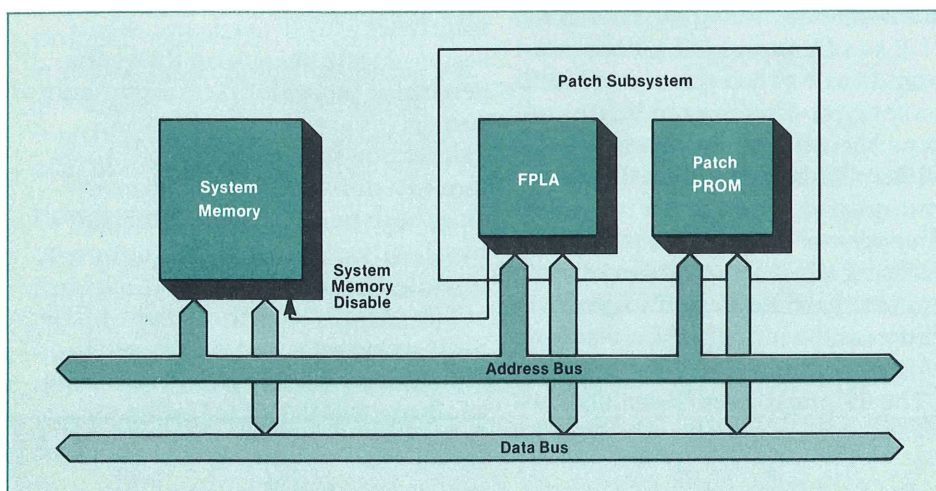 Patch Subsystem
System
Memory
FPLA
Patch
PROM
System
Memory
Disable
Address Bus
Data Bus